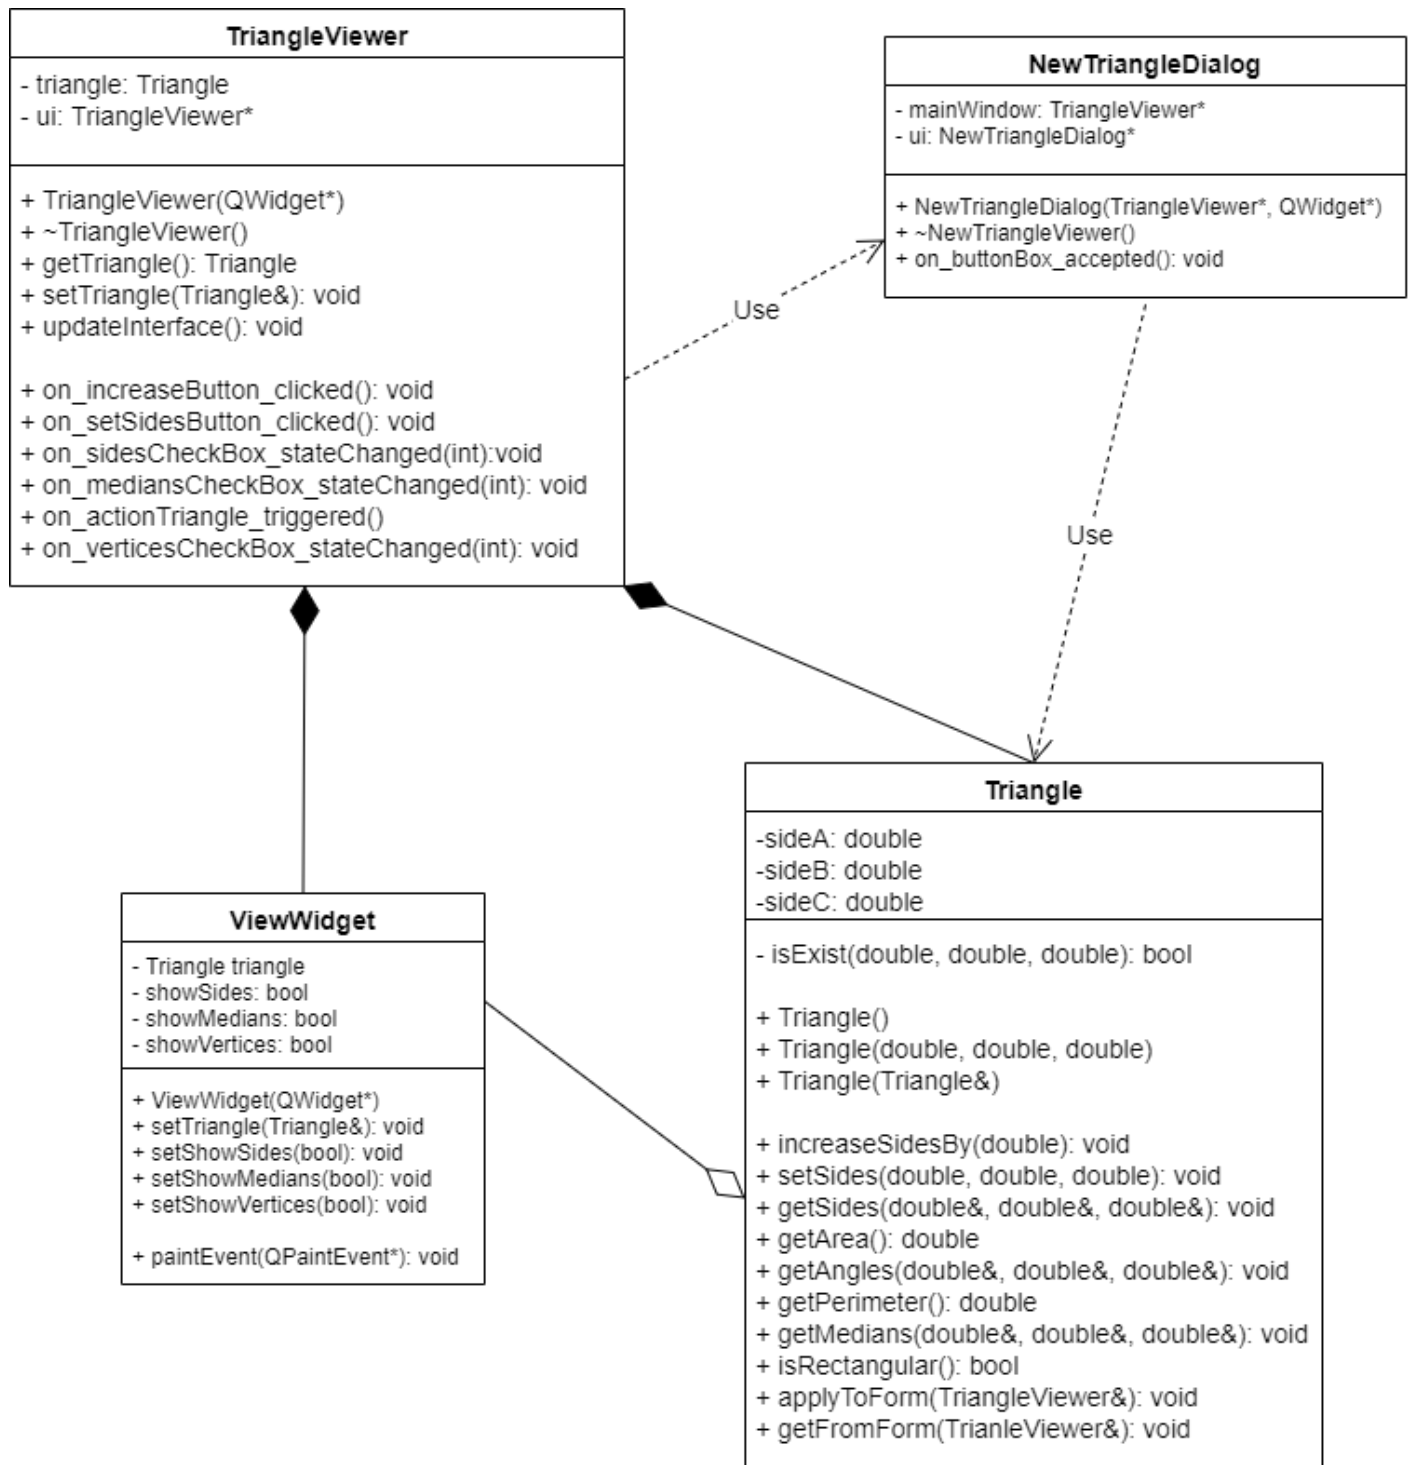 TriangleViewer
- triangle: Triangle
- ui: TriangleViewer*
+ TriangleViewer(QWidget*)
+ ~TriangleViewer()
+ getTriangle(): Triangle
+ setTriangle(Triangle&): void
+ updateInterface(): void
+ on_increaseButton_clicked(): void
+ on_setSidesButton_clicked(): void
+ on_sidesCheckBox_stateChanged(int):void
+ on_mediansCheckBox_stateChanged(int): void
+ on_actionTriangle_triggered()
+ on_verticesCheckBox_stateChanged(int): void
NewTriangleDialog
- mainWindow: TriangleViewer*
- ui: NewTriangleDialog*
+ NewTriangleDialog(TriangleViewer*, QWidget*)
+ ~NewTriangleViewer()
+ on_buttonBox_accepted(): void
Use
Use
ViewWidget
- Triangle triangle
- showSides: bool
- showMedians: bool
- showVertices: bool
+ ViewWidget(QWidget*)
+ setTriangle(Triangle&): void
+ setShowSides(bool): void
+ setShowMedians(bool): void
+ setShowVertices(bool): void
+ paintEvent(QPaintEvent*): void
Triangle
-sideA: double
-sideB: double
-sideC: double
- isExist(double, double, double): bool
+ Triangle()
+ Triangle(double, double, double)
+ Triangle(Triangle&)
+ increaseSidesBy(double): void
+ setSides(double, double, double): void
+ getSides(double&, double&, double&): void
+ getArea(): double
+ getAngles(double&, double&, double&): void
+ getPerimeter(): double
+ getMedians(double&, double&, double&): void
+ isRectangular(): bool
+ applyToForm(TriangleViewer&): void
+ getFromForm(TrianleViewer&): void